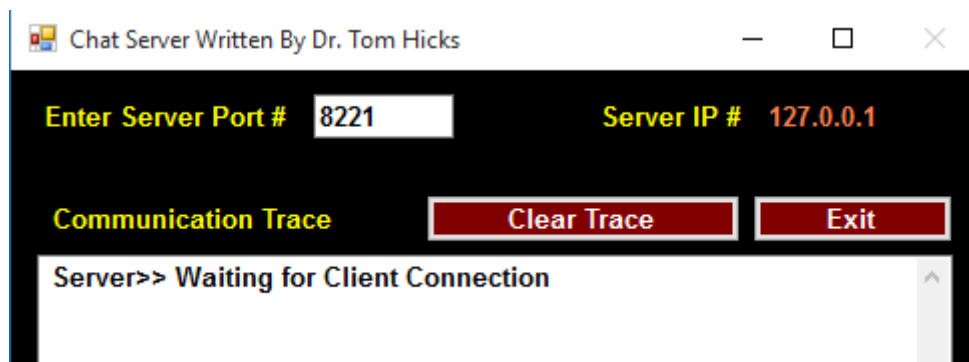 Chat Server Written By Dr. Tom Hicks
Enter Server Port # 8221 Server IP # 127.0.0.1
Communication Trace Clear Trace Exit
Server>> Waiting for Client Connection